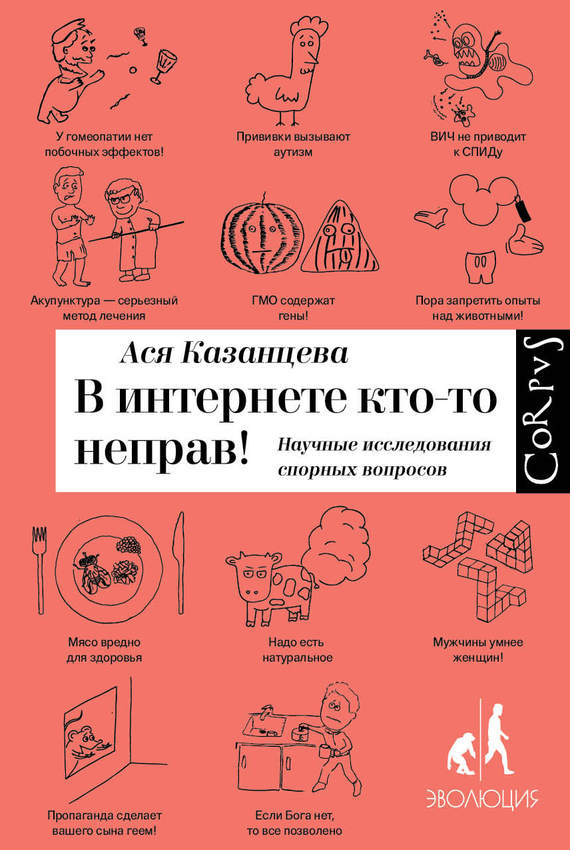 У гомеопатии нет
побочных эффектов!
Прививки вызывают
аутизм
ВИЧ не приводит
к СПИДу
Акупунктура — серьезный
метод лечения
ГМО содержат
гены!
Пора запретить опыты
над животными!
Ася Казанцева
В интернете кто-то
неправ!
Научные исследования
спорных вопросов
CORPVS
Мясо вредно
для здоровья
Надо есть
натуральное
Мужчины умнее
женщин!
Пропаганда сделает
вашего сына геем!
Если Бога нет,
то все позволено
ЭВОЛЮЦИЯ